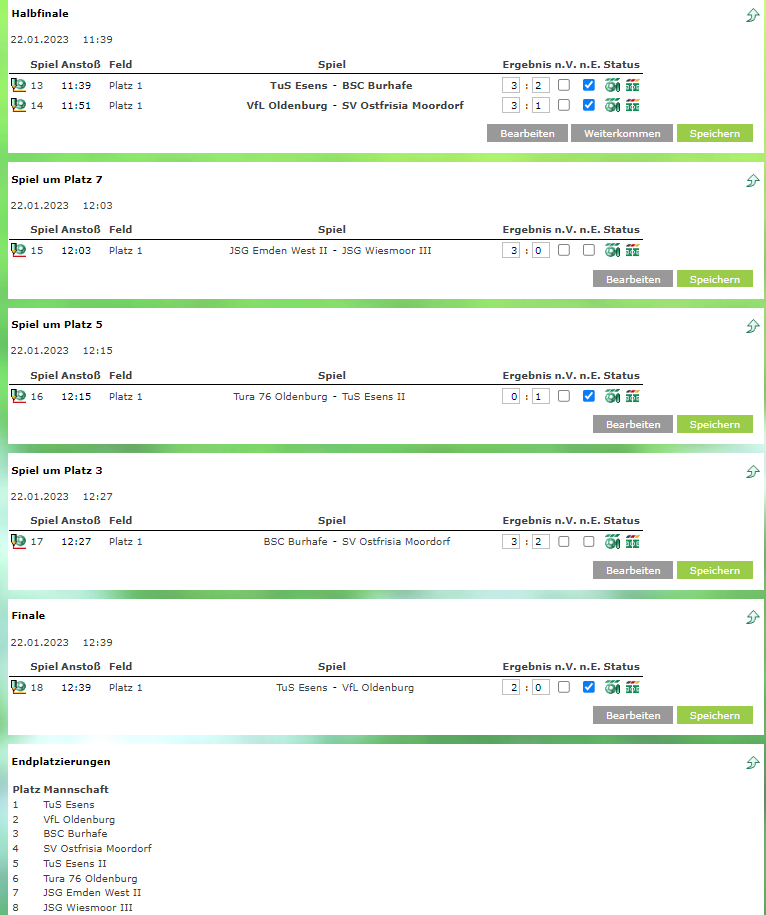 Halbfinale
22.01.2023 11:39
Spiel Anstoß Feld Spiel Ergebnis n.V. n.E. Status
13 11:39 Platz 1 TuS Esens - BSC Burhafe 3 : 2
14 11:51 Platz 1 VfL Oldenburg - SV Ostfrisia Moordorf 3 : 1
Bearbeiten Weiterkommen Speichern
Spiel um Platz 7
22.01.2023 12:03
Spiel Anstoß Feld Spiel Ergebnis n.V. n.E. Status
15 12:03 Platz 1 JSG Emden West II - JSG Wiesmoor III 3 : 0
Bearbeiten Speichern
Spiel um Platz 5
22.01.2023 12:15
Spiel Anstoß Feld Spiel Ergebnis n.V. n.E. Status
16 12:15 Platz 1 Tura 76 Oldenburg - TuS Esens II 0 : 1
Bearbeiten Speichern
Spiel um Platz 3
22.01.2023 12:27
Spiel Anstoß Feld Spiel Ergebnis n.V. n.E. Status
17 12:27 Platz 1 BSC Burhafe - SV Ostfrisia Moordorf 3 : 2
Bearbeiten Speichern
Finale
22.01.2023 12:39
Spiel Anstoß Feld Spiel Ergebnis n.V. n.E. Status
18 12:39 Platz 1 TuS Esens - VfL Oldenburg 2 : 0
Bearbeiten Speichern
Endplatzierungen
Platz Mannschaft
1 TuS Esens
2 VfL Oldenburg
3 BSC Burhafe
4 SV Ostfrisia Moordorf
5 TuS Esens II
6 Tura 76 Oldenburg
7 JSG Emden West II
8 JSG Wiesmoor III